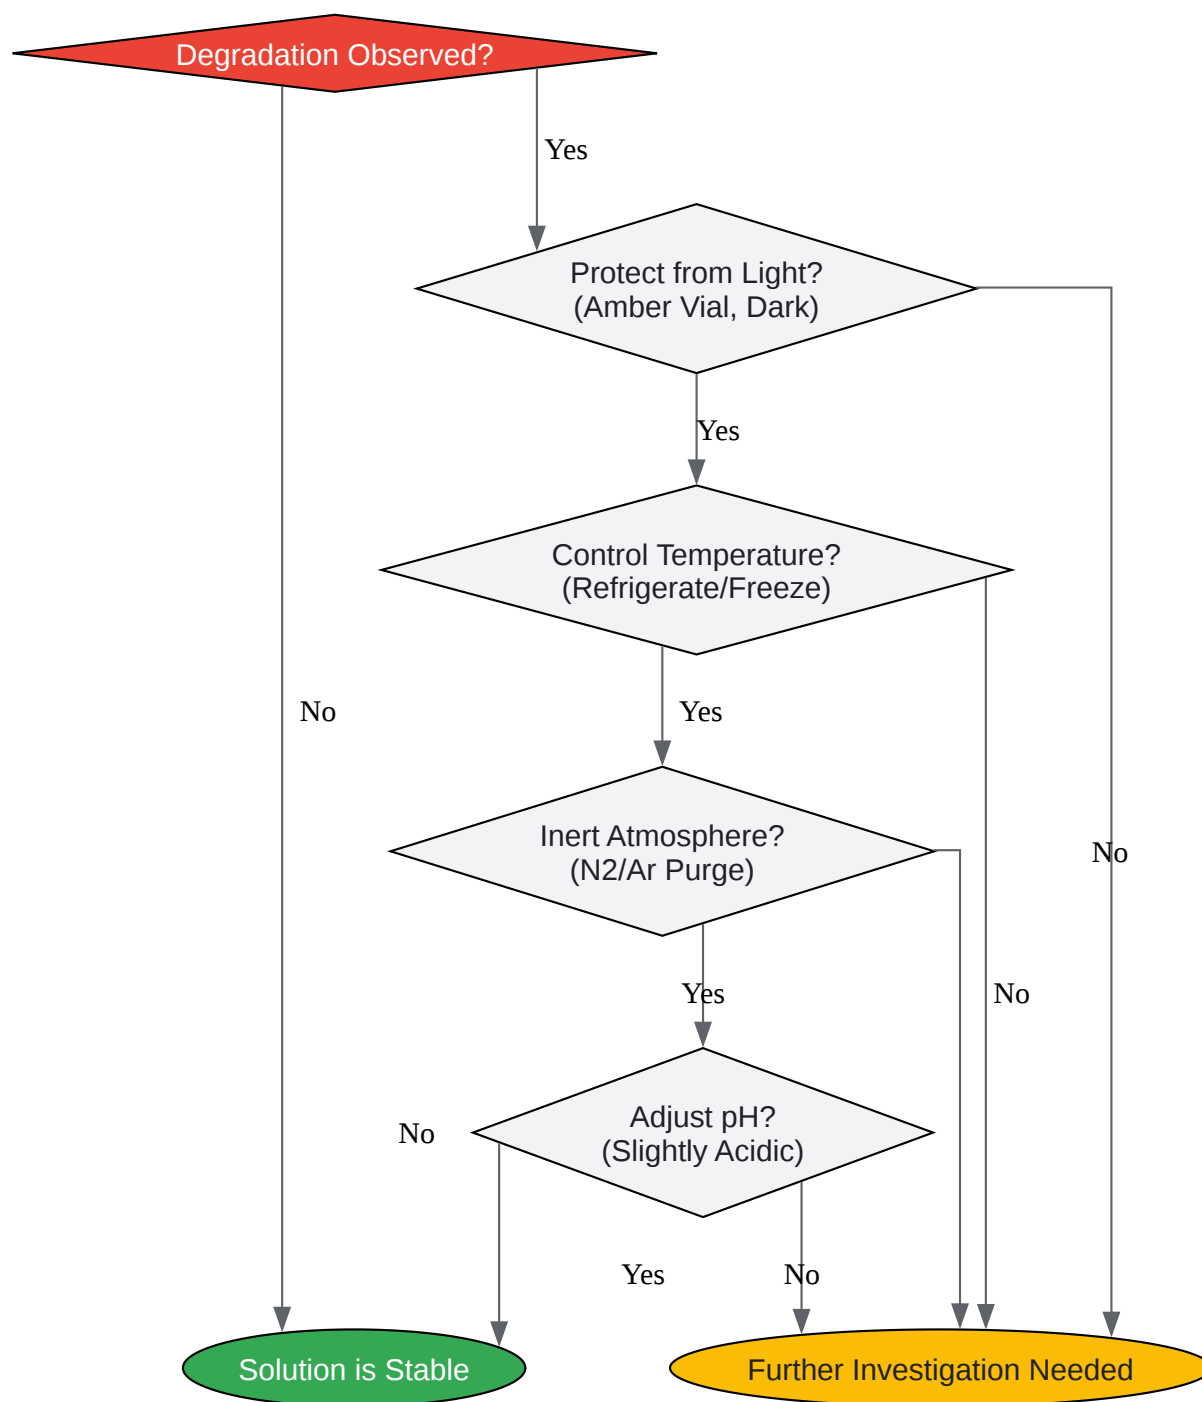 Degradation Observed?
Yes
Protect from Light?
(Amber Vial, Dark)
Yes
Control Temperature?
(Refrigerate/Freeze)
No
Yes
Inert Atmosphere?
(N2/Ar Purge)
No
Yes
No
Adjust pH?
(Slightly Acidic)
No
Yes
No
Solution is Stable
Further Investigation Needed